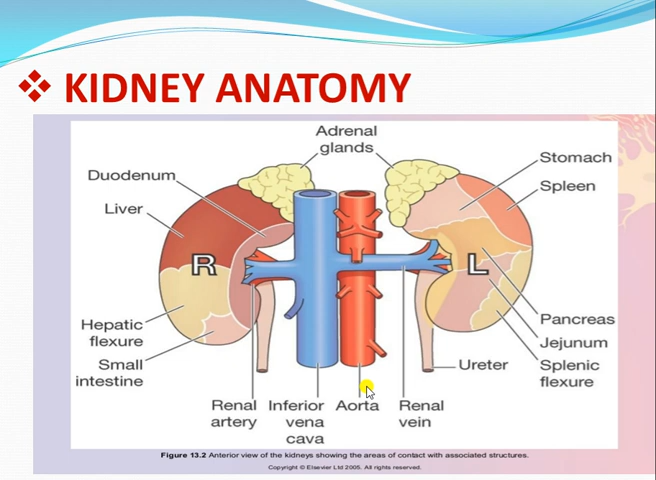 KIDNEY ANATOMY
Adrenal
glands
Duodenum
Stomach
Spleen
Liver
R
L
Hepatic
flexure
Small
intestine
Pancreas
Jejunum
Splenic
flexure
Ureter
Renal
artery
Inferior
vena
cava
Aorta
Renal
vein
Figure 13.2 Anterior view of the kidneys showing the areas of contact with associated structures.
Copyright © Elsevier Ltd 2005. All rights reserved.